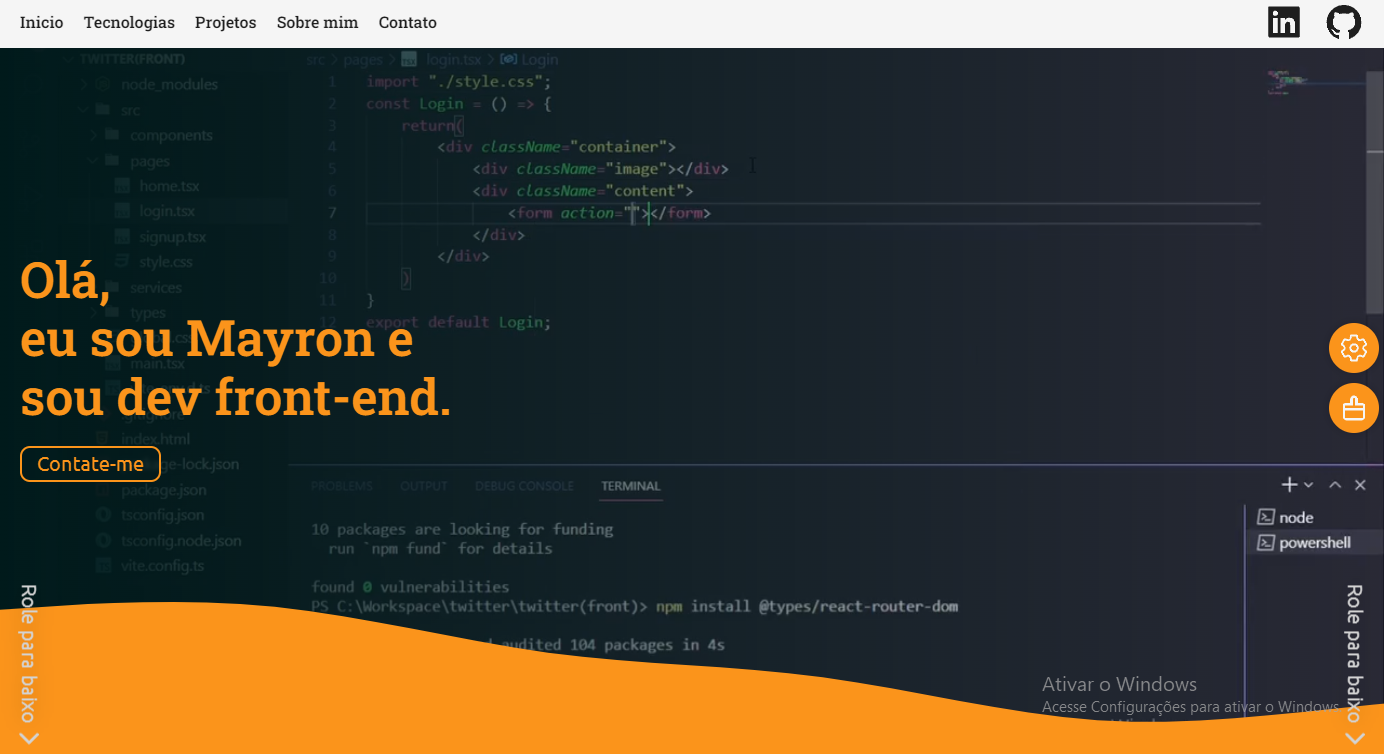 Inicio Tecnologias Projetos Sobre mim Contato
TWITTER(FRONT)
node_modules
src
components
pages
home.tsx
login.tsx
signup.tsx
style.css
services
types
main.tsx
index.html
package.json
tsconfig.json
tsconfig.node.json
vite.config.ts
src > pages > login.tsx > Login
1 import "./style.css";
2 const Login = () => {
3 return(
4 <div className="container">
5 <div className="image"></div>
6 <div className="content">
7 <form action=""></form>
8 </div>
9 </div>
10 )
11 }
12 export default Login;
Olá,
eu sou Mayron e
sou dev front-end.
Contate-me
PROBLEMS OUTPUT DEBUG CONSOLE TERMINAL
node
powershell
10 packages are looking for funding
run `npm fund` for details
found 0 vulnerabilities
PS C:\Workspace\twitter\twitter(front)> npm install @types/react-router-dom
audited 104 packages in 4s
Role para baixo
Role para baixo
Ativar o Windows
Acesse Configurações para ativar o Windows